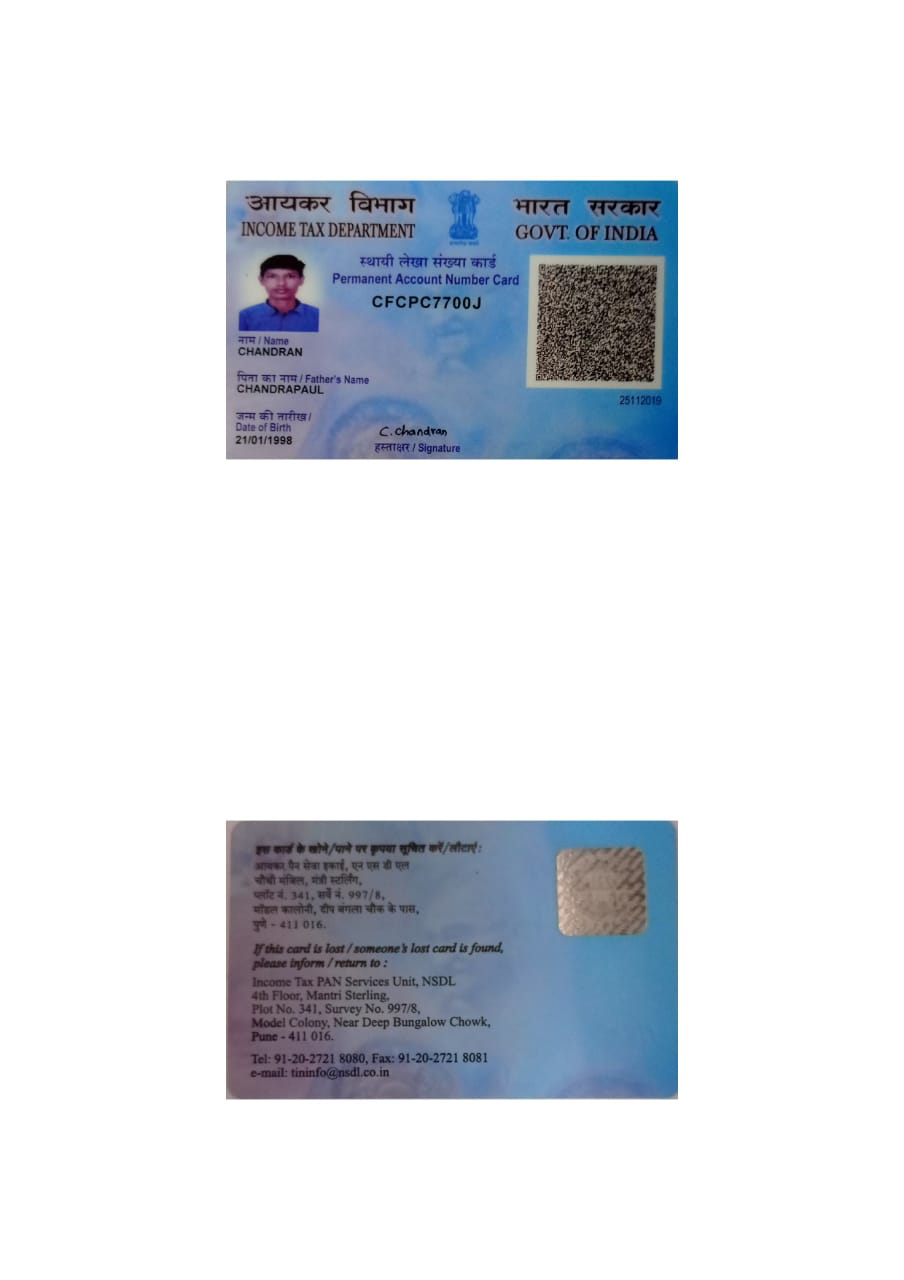 आयकर विभाग
INCOME TAX DEPARTMENT
भारत सरकार
GOVT. OF INDIA
स्थायी लेखा संख्या कार्ड
Permanent Account Number Card
CFCPC7700J
नाम / Name
CHANDRAN
पिता का नाम / Father's Name
CHANDRAPAUL
जन्म की तारीख /
Date of Birth
21/01/1998
C. Chandran
हस्ताक्षर / Signature
25112019
इस कार्ड के खोने/पाने पर कृपया सूचित करें/लौटाएं :
आयकर पैन सेवा इकाई, एन एस डी एल
चौथी मंजिल, मंत्री स्टर्लिंग,
प्लॉट नं. 341, सर्वे नं. 997/8,
मॉडल कालोनी, दीप बंगला चौक के पास,
पुणे - 411 016.
If this card is lost / someone's lost card is found,
please inform / return to :
Income Tax PAN Services Unit, NSDL
4th Floor, Mantri Sterling,
Plot No. 341, Survey No. 997/8,
Model Colony, Near Deep Bungalow Chowk,
Pune - 411 016.
Tel: 91-20-2721 8080, Fax: 91-20-2721 8081
e-mail: tininfo@nsdl.co.in